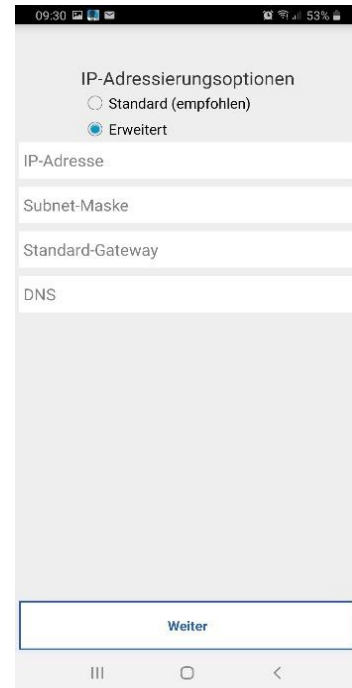 09:30 53%
IP-Adressierungsoptionen
Standard (empfohlen)
Erweitert
IP-Adresse
Subnet-Maske
Standard-Gateway
DNS
Weiter